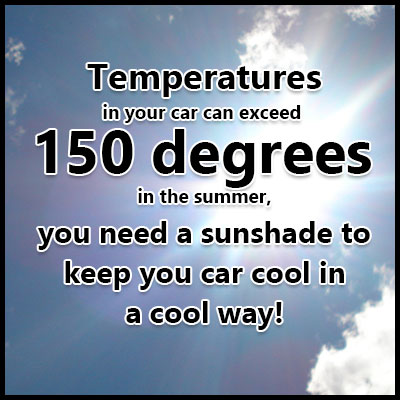 Temperatures
in your car can exceed
150 degrees
in the summer,
you need a sunshade to
keep you car cool in
a cool way!